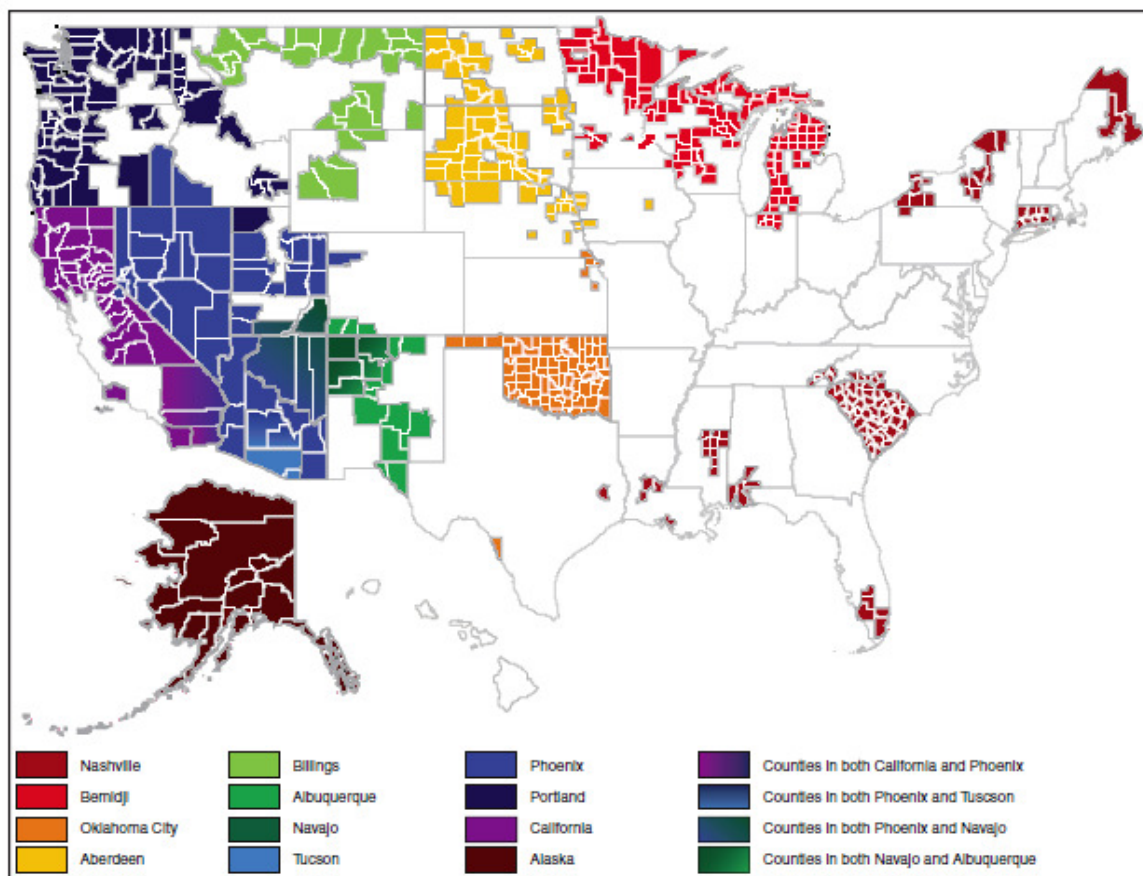 Nashville
Bemidji
Oklahoma City
Aberdeen
Billings
Albuquerque
Navajo
Tucson
Phoenix
Portland
California
Alaska
Counties in both California and Phoenix
Counties in both Phoenix and Tuscson
Counties in both Phoenix and Navajo
Counties in both Navajo and Albuquerque